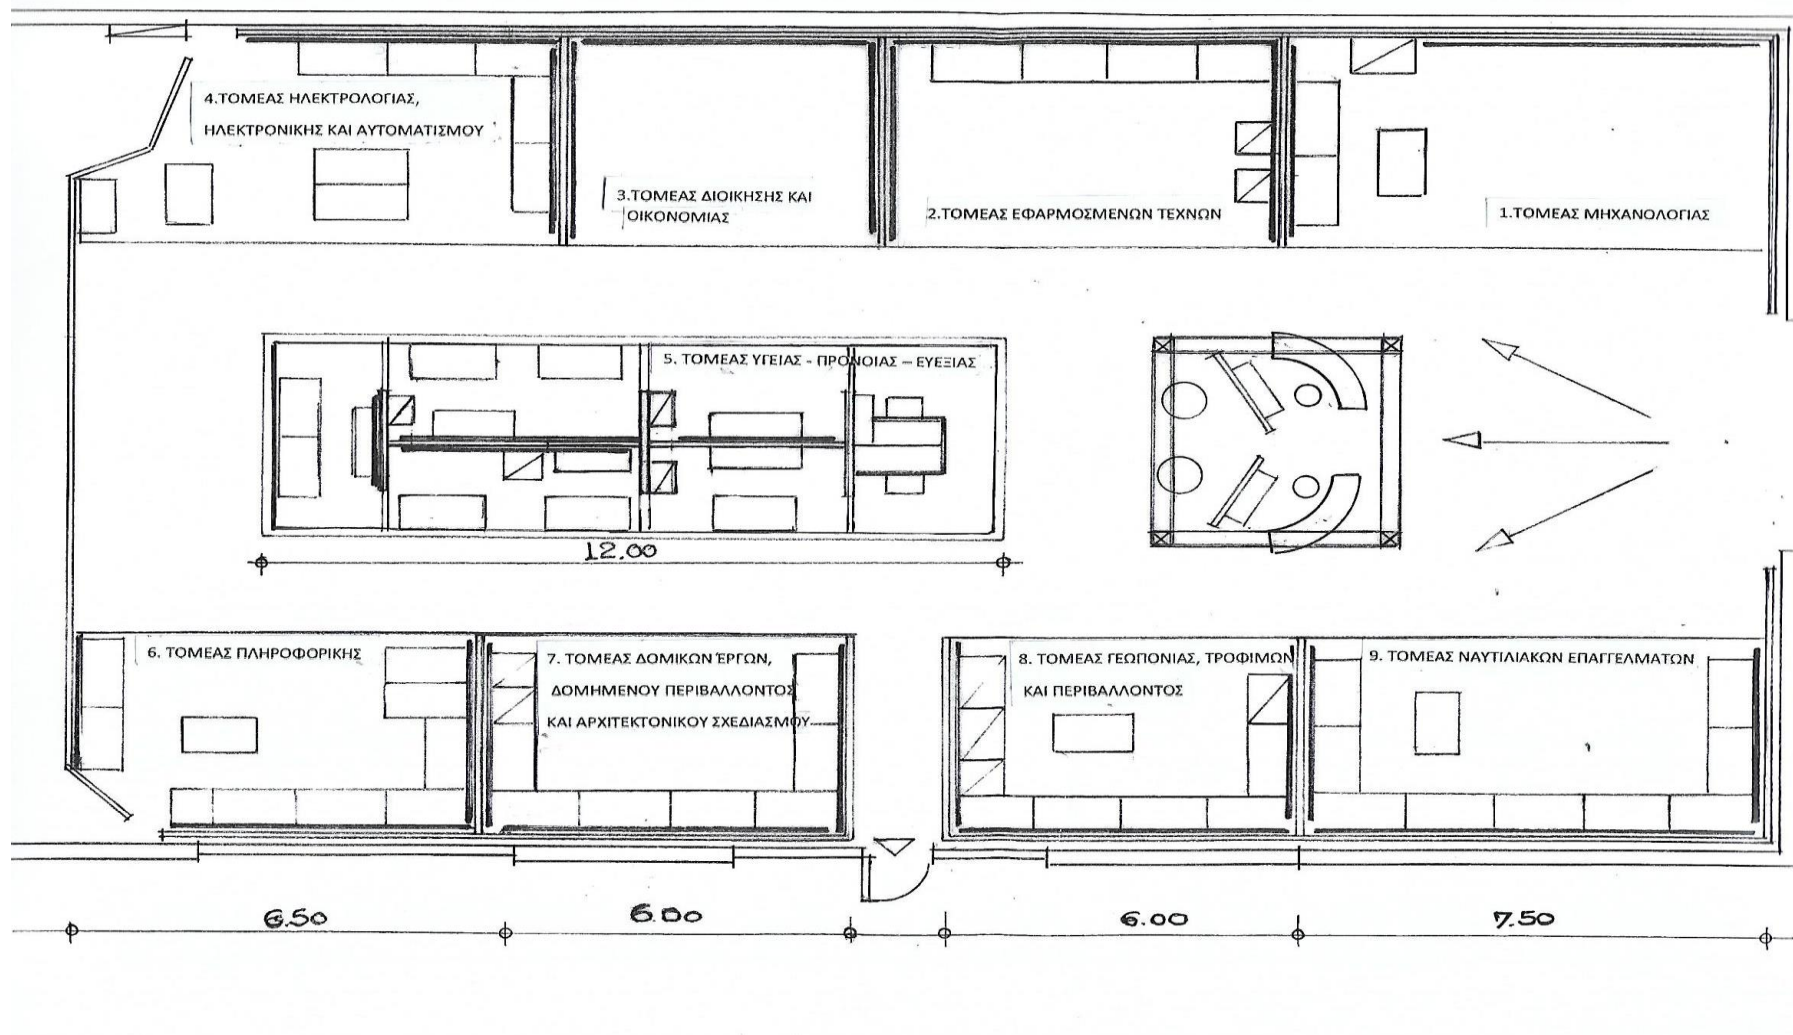 4.ΤΟΜΕΑΣ ΗΛΕΚΤΡΟΛΟΓΙΑΣ,
ΗΛΕΚΤΡΟΝΙΚΗΣ ΚΑΙ ΑΥΤΟΜΑΤΙΣΜΟΥ
3.ΤΟΜΕΑΣ ΔΙΟΙΚΗΣΗΣ ΚΑΙ
ΟΙΚΟΝΟΜΙΑΣ
2.ΤΟΜΕΑΣ ΕΦΑΡΜΟΣΜΕΝΩΝ ΤΕΧΝΩΝ
1.ΤΟΜΕΑΣ ΜΗΧΑΝΟΛΟΓΙΑΣ
5. ΤΟΜΕΑΣ ΥΓΕΙΑΣ - ΠΡΟΝΟΙΑΣ – ΕΥΕΞΙΑΣ
12.00
6. ΤΟΜΕΑΣ ΠΛΗΡΟΦΟΡΙΚΗΣ
7. ΤΟΜΕΑΣ ΔΟΜΙΚΩΝ ΈΡΓΩΝ,
ΔΟΜΗΜΕΝΟΥ ΠΕΡΙΒΑΛΛΟΝΤΟΣ
ΚΑΙ ΑΡΧΙΤΕΚΤΟΝΙΚΟΥ ΣΧΕΔΙΑΣΜΟΥ
8. ΤΟΜΕΑΣ ΓΕΩΠΟΝΙΑΣ, ΤΡΟΦΙΜΩΝ
ΚΑΙ ΠΕΡΙΒΑΛΛΟΝΤΟΣ
9. ΤΟΜΕΑΣ ΝΑΥΤΙΛΙΑΚΩΝ ΕΠΑΓΓΕΛΜΑΤΩΝ
6.50
6.00
6.00
7.50